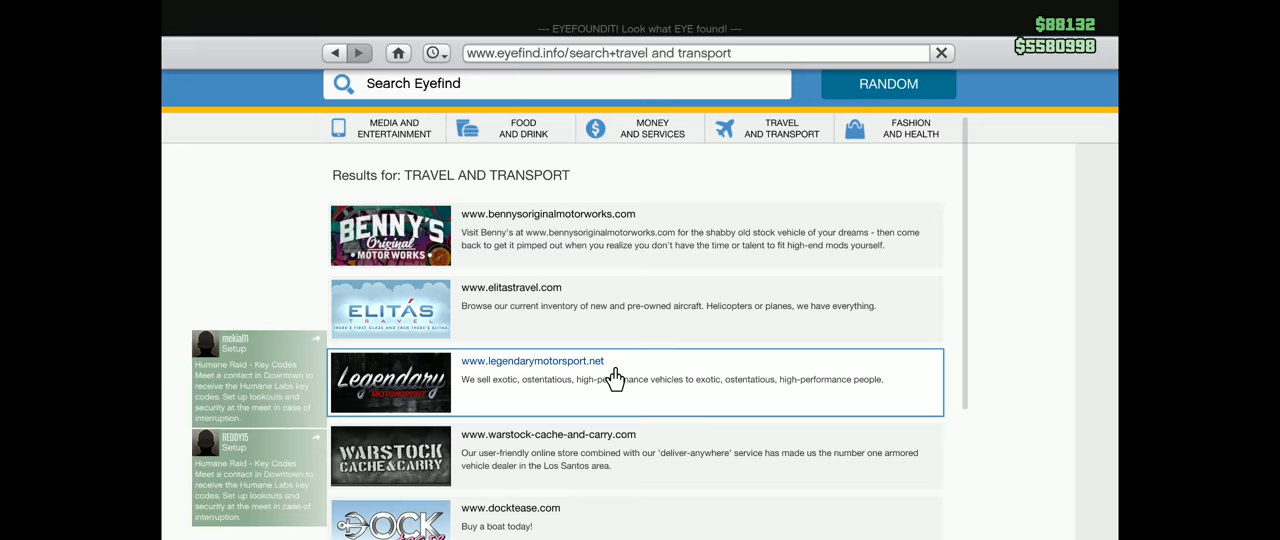 --- EYEFOUNDIT! Look what EYE found! ---
$88132
$5580998
www.eyefind.info/search+travel and transport
Search Eyefind
RANDOM
MEDIA AND ENTERTAINMENT
FOOD AND DRINK
MONEY AND SERVICES
TRAVEL AND TRANSPORT
FASHION AND HEALTH
Results for: TRAVEL AND TRANSPORT
BENNY'S
Original
MOTORWORKS
www.bennysoriginalmotorworks.com
Visit Benny's at www.bennysoriginalmotorworks.com for the shabby old stock vehicle of your dreams - then come
back to get it pimped out when you realize you don't have the time or talent to fit high-end mods yourself.
ELITÁS
TRAVEL
THERE'S FIRST CLASS AND THEN THERE'S ELITÁS
www.elitastravel.com
Browse our current inventory of new and pre-owned aircraft. Helicopters or planes, we have everything.
Legendary
MOTORSPORT
www.legendarymotorsport.net
We sell exotic, ostentatious, high-performance vehicles to exotic, ostentatious, high-performance people.
WARSTOCK
CACHE & CARRY
www.warstock-cache-and-carry.com
Our user-friendly online store combined with our 'deliver-anywhere' service has made us the number one armored
vehicle dealer in the Los Santos area.
DOCK
www.docktease.com
Buy a boat today!
mekial11
Setup
Humane Raid - Key Codes
Meet a contact in Downtown to
receive the Humane Labs key
codes. Set up lookouts and
security at the meet in case of
interruption.
REDDY15
Setup
Humane Raid - Key Codes
Meet a contact in Downtown to
receive the Humane Labs key
codes. Set up lookouts and
security at the meet in case of
interruption.